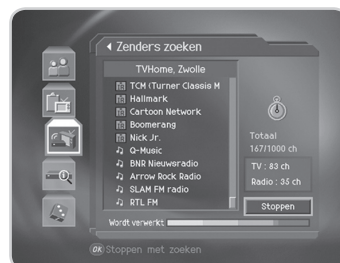 Zenders zoeken
TVHome, Zwolle
TCM (Turner Classis M
Hallmark
Cartoon Network
Boomerang
Nick Jr.
Q-Music
BNR Nieuwsradio
Arrow Rock Radio
SLAM FM radio
RTL FM
Totaal
167/1000 ch
TV : 83 ch
Radio : 35 ch
Stoppen
Wordt verwerkt
OK Stoppen met zoeken